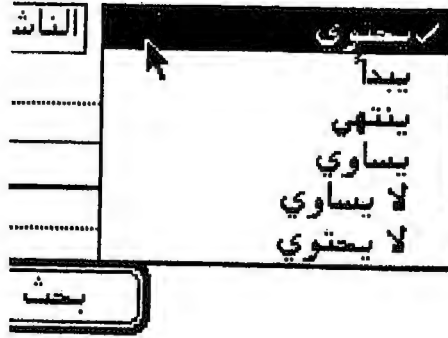 ✓يحتوي
الناش
يبدأ
ينتهي
يساوي
لا يساوي
لا يحتوي
بحث